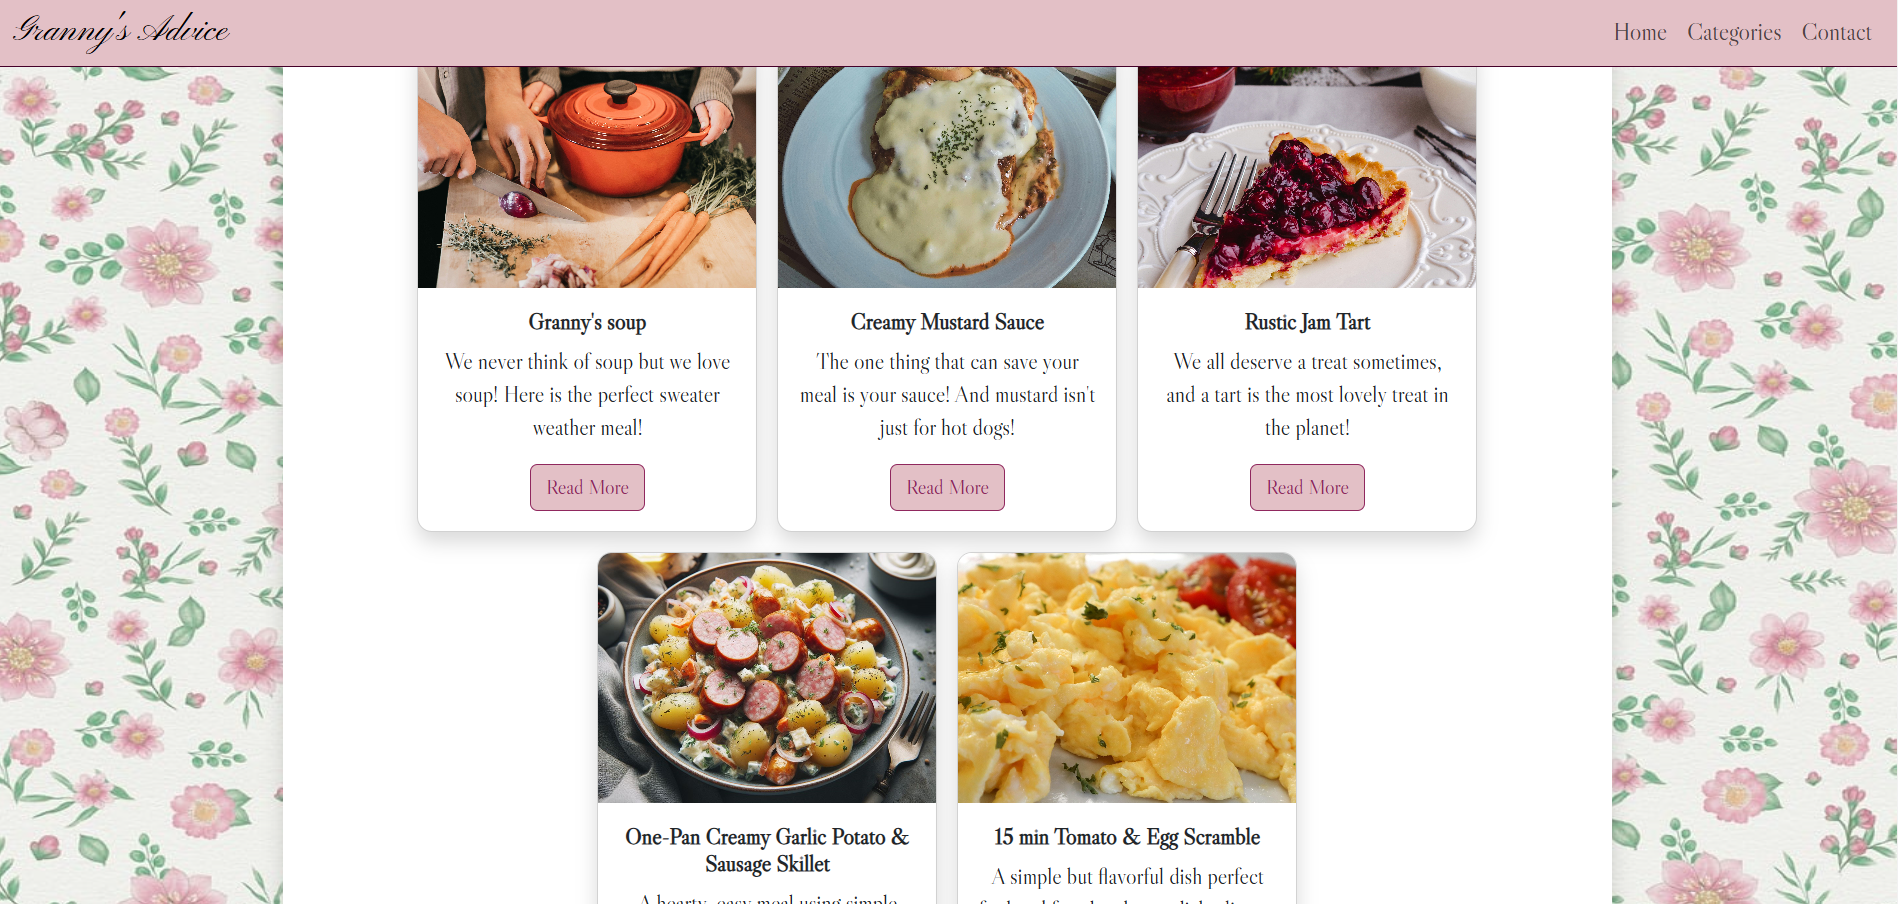 Granny's Advice
Home Categories Contact
Granny's soup
We never think of soup but we love
soup! Here is the perfect sweater
weather meal!
Read More
Creamy Mustard Sauce
The one thing that can save your
meal is your sauce! And mustard isn't
just for hot dogs!
Read More
Rustic Jam Tart
We all deserve a treat sometimes,
and a tart is the most lovely treat in
the planet!
Read More
One-Pan Creamy Garlic Potato &
Sausage Skillet
A hearty, easy meal using simple
15 min Tomato & Egg Scramble
A simple but flavorful dish perfect